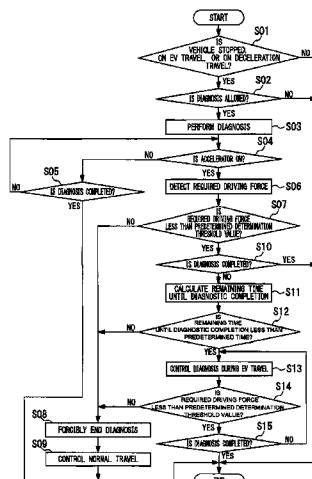 START
S01
IS
VEHICLE STOPPED,
ON EV TRAVEL, OR ON DECELERATION
TRAVEL?
NO
YES
S02
IS DIAGNOSIS ALLOWED?
NO
YES
PERFORM DIAGNOSIS
S03
S04
IS ACCELERATOR ON?
NO
YES
S05
IS DIAGNOSIS COMPLETED?
NO
YES
DETECT REQUIRED DRIVING FORCE
S06
S07
IS
REQUIRED DRIVING FORCE
LESS THAN PREDETERMINED DETERMINATION
THRESHOLD VALUE?
NO
YES
S10
IS DIAGNOSIS COMPLETED?
YES
NO
CALCULATE REMAINING TIME
UNTIL DIAGNOSTIC COMPLETION
S11
S12
IS
REMAINING TIME
UNTIL DIAGNOSTIC COMPLETION LESS THAN
PREDETERMINED TIME?
NO
YES
CONTROL DIAGNOSIS DURING EV TRAVEL
S13
S14
IS
REQUIRED DRIVING FORCE
LESS THAN PREDETERMINED DETERMINATION
THRESHOLD VALUE?
NO
YES
S15
IS DIAGNOSIS COMPLETED?
NO
YES
S08
FORCIBLY END DIAGNOSIS
S09
CONTROL NORMAL TRAVEL